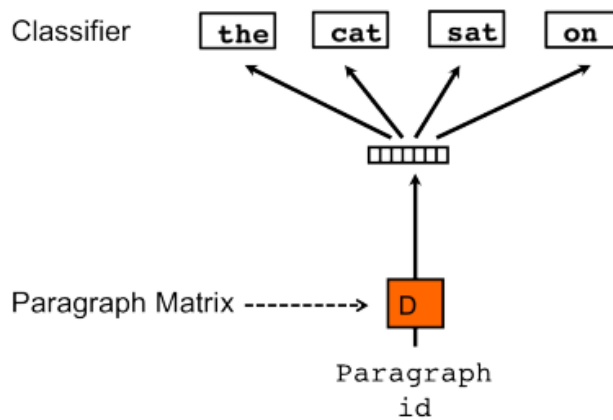 Classifier the cat sat on
Paragraph Matrix D
Paragraph
id